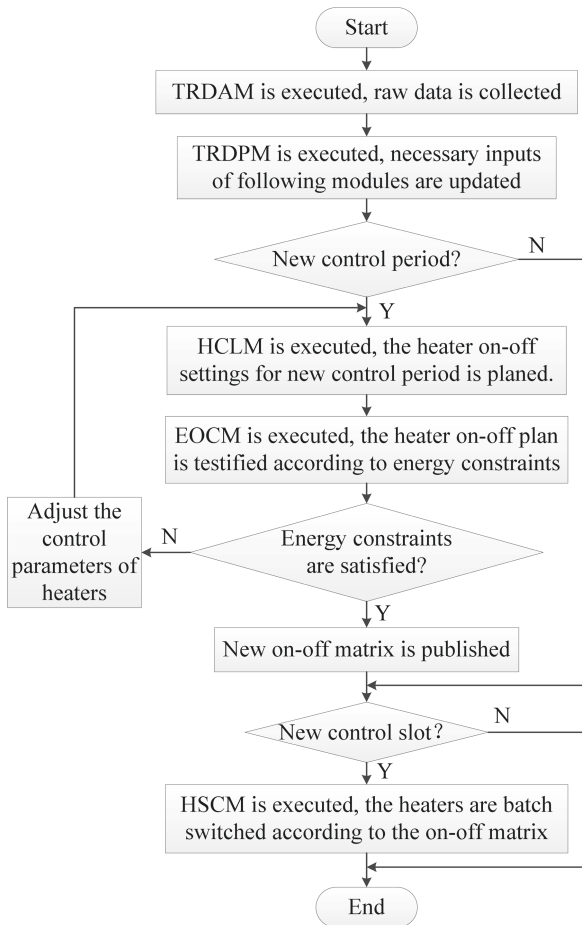 Start
TRDAM is executed, raw data is collected
TRDPM is executed, necessary inputs
of following modules are updated
New control period?
N
Y
HCLM is executed, the heater on-off
settings for new control period is planed.
EOCM is executed, the heater on-off plan
is testified according to energy constraints
Adjust the
control
parameters of
heaters
N
Energy constraints
are satisfied?
Y
New on-off matrix is published
New control slot?
N
Y
HSCM is executed, the heaters are batch
switched according to the on-off matrix
End